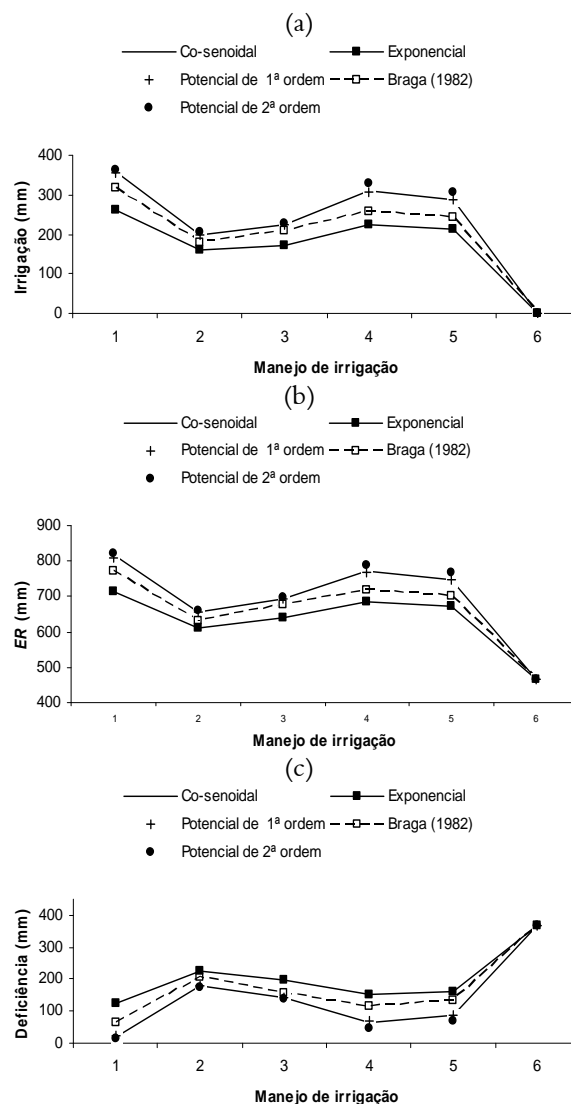 (a)
Co-senoidal Exponencial
Potencial de 1ª ordem Braga (1982)
Potencial de 2ª ordem
400
300
200
100
0
Irrigação (mm)
1 2 3 4 5 6
Manejo de irrigação
(b)
Co-senoidal Exponencial
Potencial de 1ª ordem Braga (1982)
Potencial de 2ª ordem
900
800
700
600
500
400
ER (mm)
1 2 3 4 5 6
Manejo de irrigação
(c)
Co-senoidal Exponencial
Potencial de 1ª ordem Braga (1982)
Potencial de 2ª ordem
400
300
200
100
0
Deficiência (mm)
1 2 3 4 5 6
Manejo de irrigação